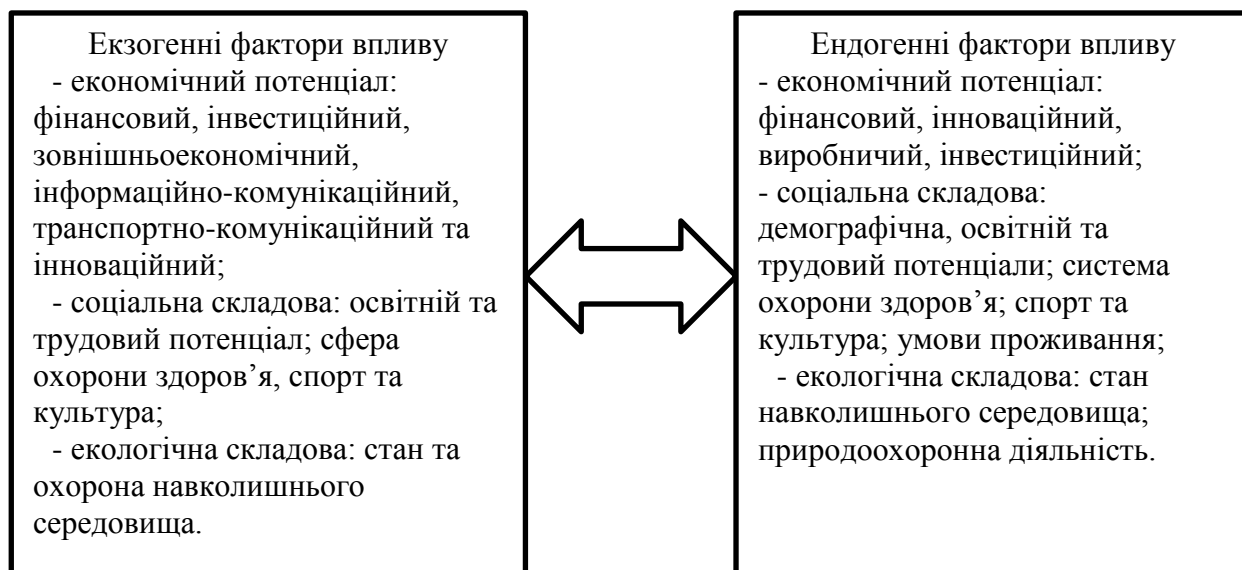 Екзогенні фактори впливу
- економічний потенціал:
фінансовий, інвестиційний,
зовнішньоекономічний,
інформаційно-комунікаційний,
транспортно-комунікаційний та
інноваційний;
- соціальна складова: освітній та
трудовий потенціал; сфера
охорони здоров’я, спорт та
культура;
- екологічна складова: стан та
охорона навколишнього
середовища.
Ендогенні фактори впливу
- економічний потенціал:
фінансовий, інноваційний,
виробничий, інвестиційний;
- соціальна складова:
демографічна, освітній та
трудовий потенціали; система
охорони здоров’я; спорт та
культура; умови проживання;
- екологічна складова: стан
навколишнього середовища;
природоохоронна діяльність.